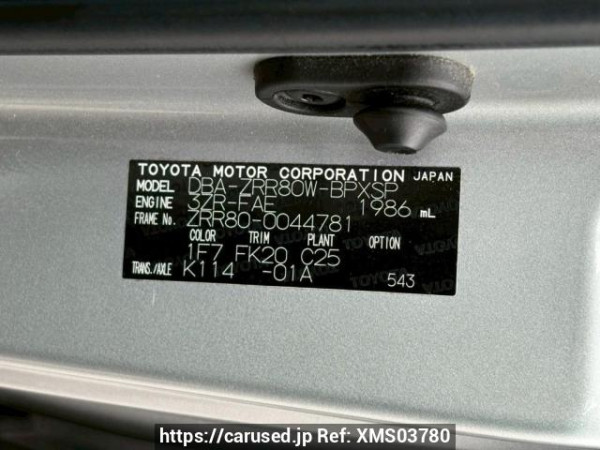 TOYOTA MOTOR CORPORATION JAPAN
MODEL DBA-ZRR80W-BPXSP
ENGINE 3ZR-FAE 1986 mL
FRAME No. ZRR80-0044781
COLOR TRIM PLANT OPTION
1F7 FK20 C25
TRANS./AXLE K114 -01A 543
https://carused.jp Ref: XMS03780